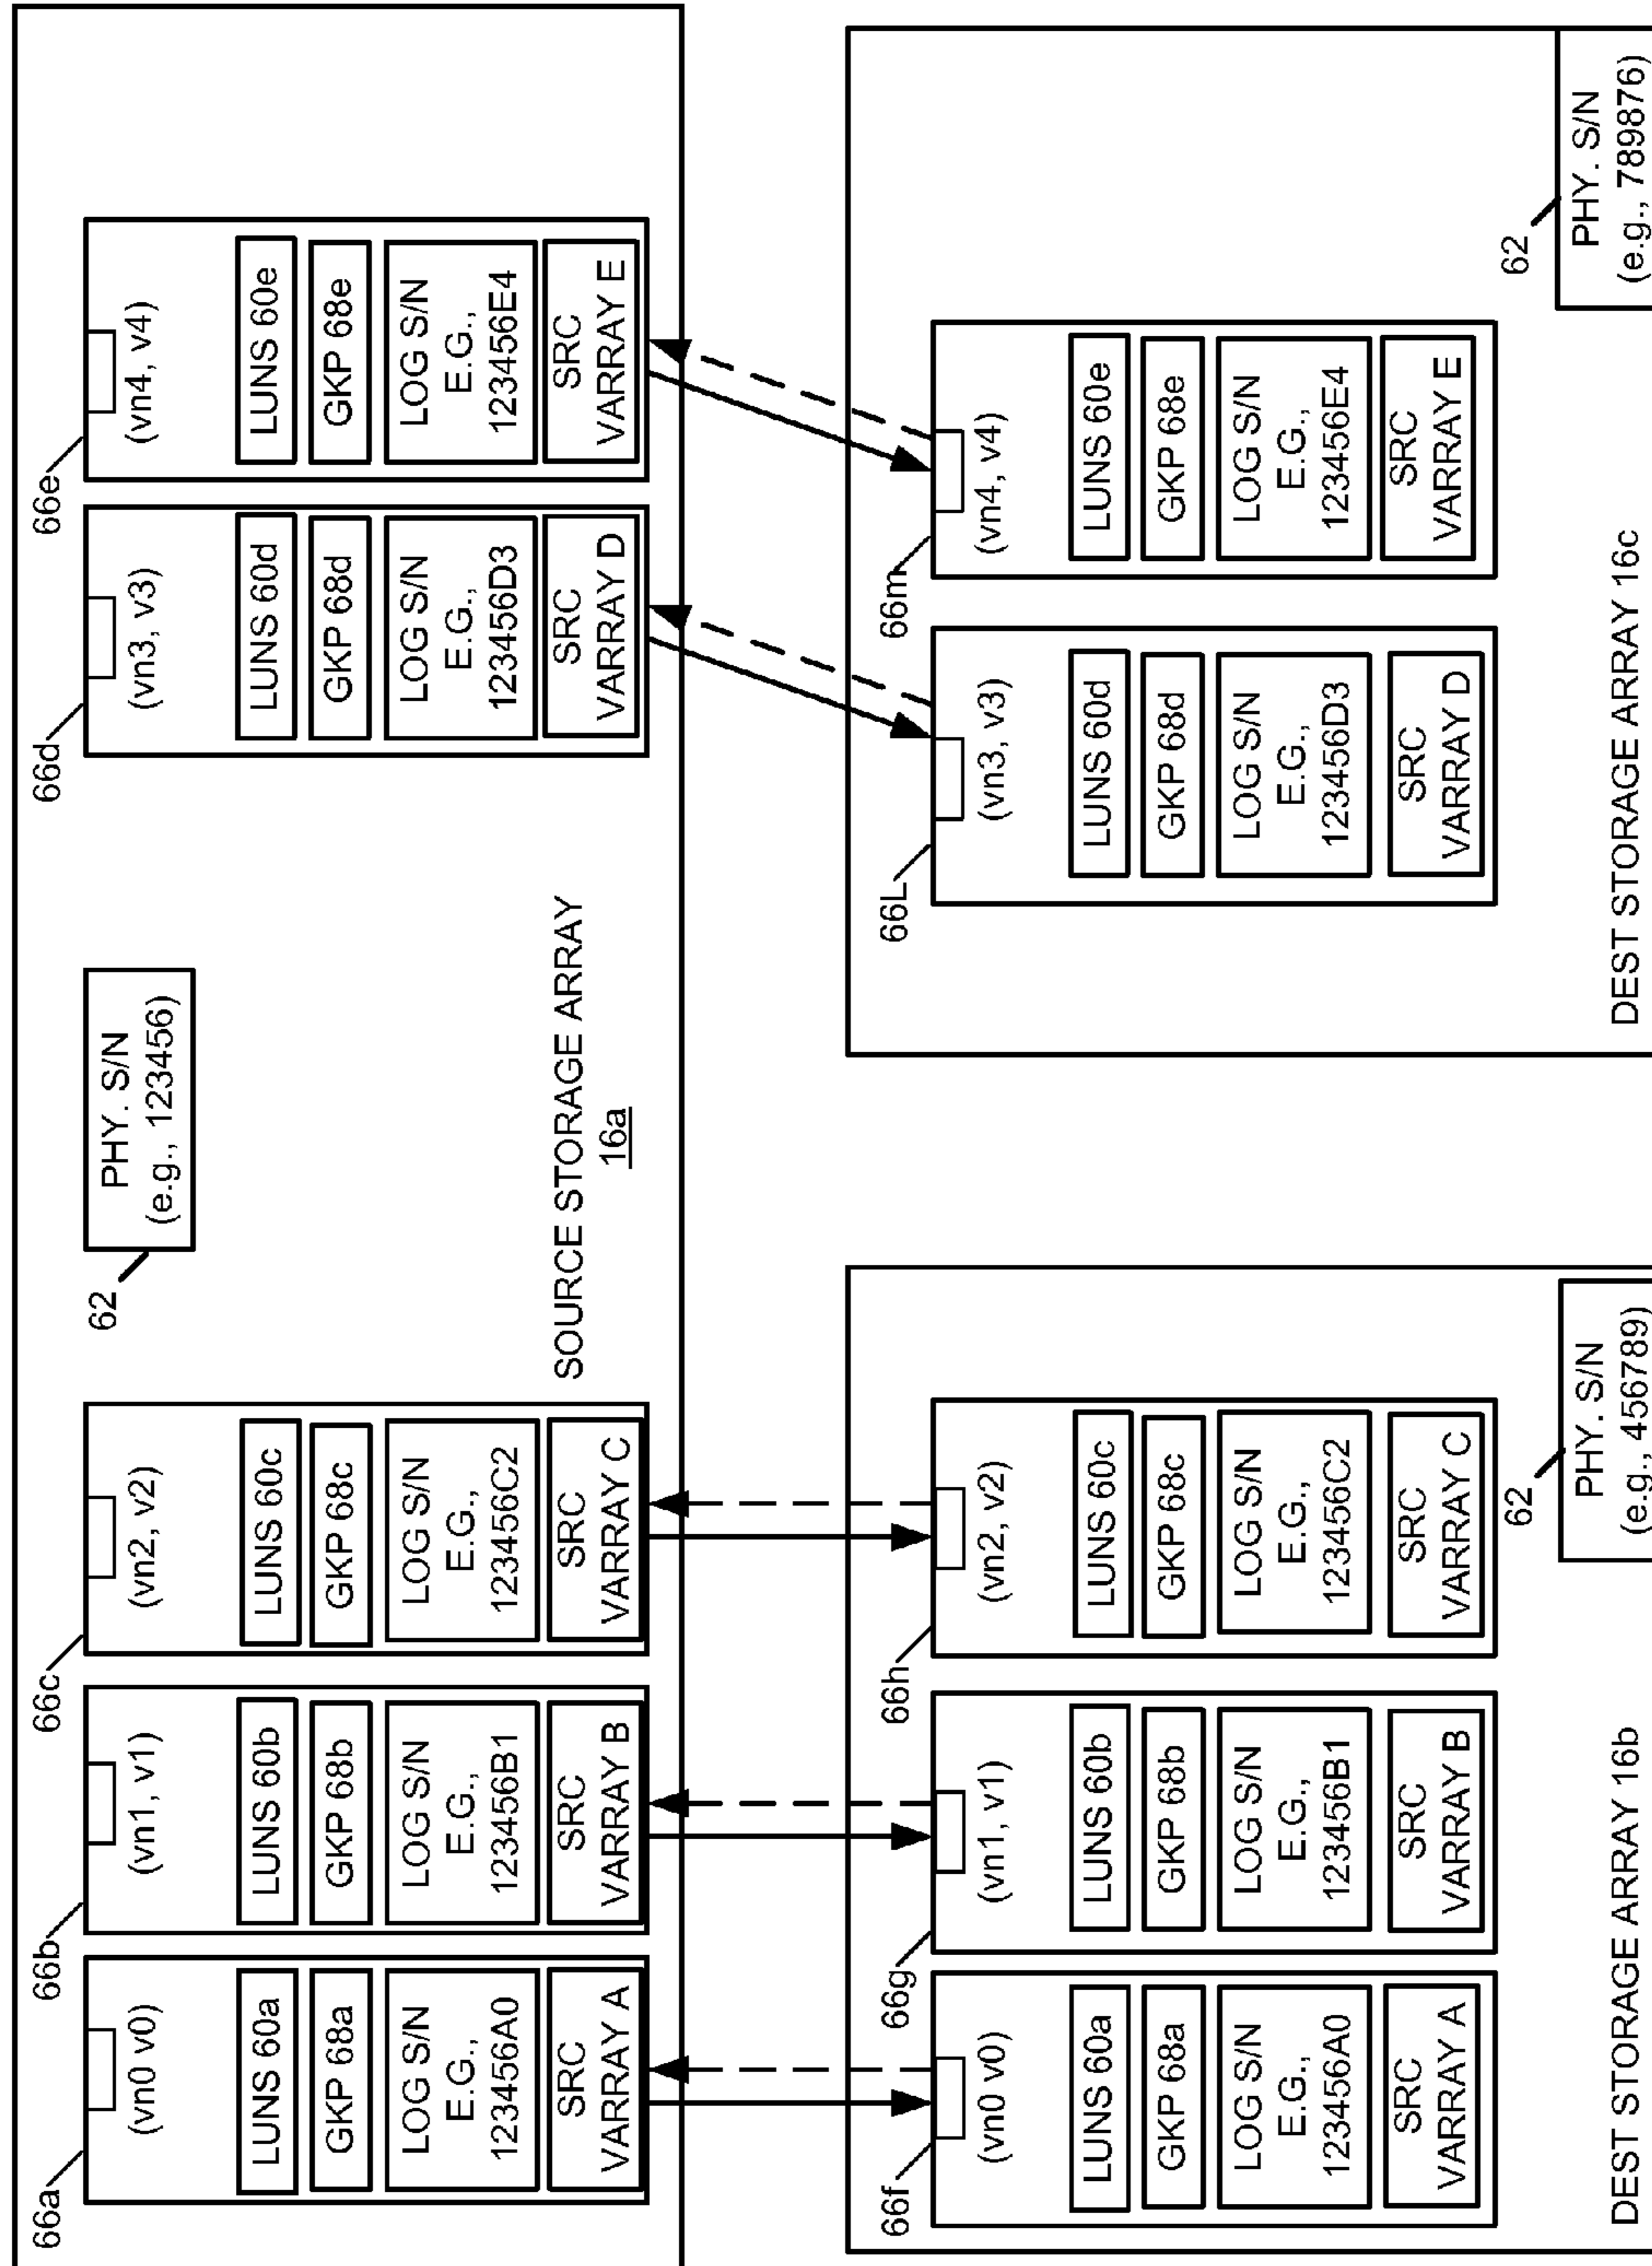 66a
(vn0 v0)
LUNS 60a
GKP 68a
LOG S/N
E.G.,
123456A0
SRC
VARRAY A
66b
(vn1, v1)
LUNS 60b
GKP 68b
LOG S/N
E.G.,
123456B1
SRC
VARRAY B
66c
(vn2, v2)
LUNS 60c
GKP 68c
LOG S/N
E.G.,
123456C2
SRC
VARRAY C
62
PHY. S/N
(e.g., 123456)
SOURCE STORAGE ARRAY
16a
66d
(vn3, v3)
LUNS 60d
GKP 68d
LOG S/N
E.G.,
123456D3
SRC
VARRAY D
66e
(vn4, v4)
LUNS 60e
GKP 68e
LOG S/N
E.G.,
123456E4
SRC
VARRAY E
66f
(vn0 v0)
LUNS 60a
GKP 68a
LOG S/N
E.G.,
123456A0
SRC
VARRAY A
66g
(vn1, v1)
LUNS 60b
GKP 68b
LOG S/N
E.G.,
123456B1
SRC
VARRAY B
66h
(vn2, v2)
LUNS 60c
GKP 68c
LOG S/N
E.G.,
123456C2
SRC
VARRAY C
62
PHY. S/N
(e.g., 456789)
DEST STORAGE ARRAY 16b
66L
(vn3, v3)
LUNS 60d
GKP 68d
LOG S/N
E.G.,
123456D3
SRC
VARRAY D
66m
(vn4, v4)
LUNS 60e
GKP 68e
LOG S/N
E.G.,
123456E4
SRC
VARRAY E
62
PHY. S/N
(e.g., 789876)
DEST STORAGE ARRAY 16c